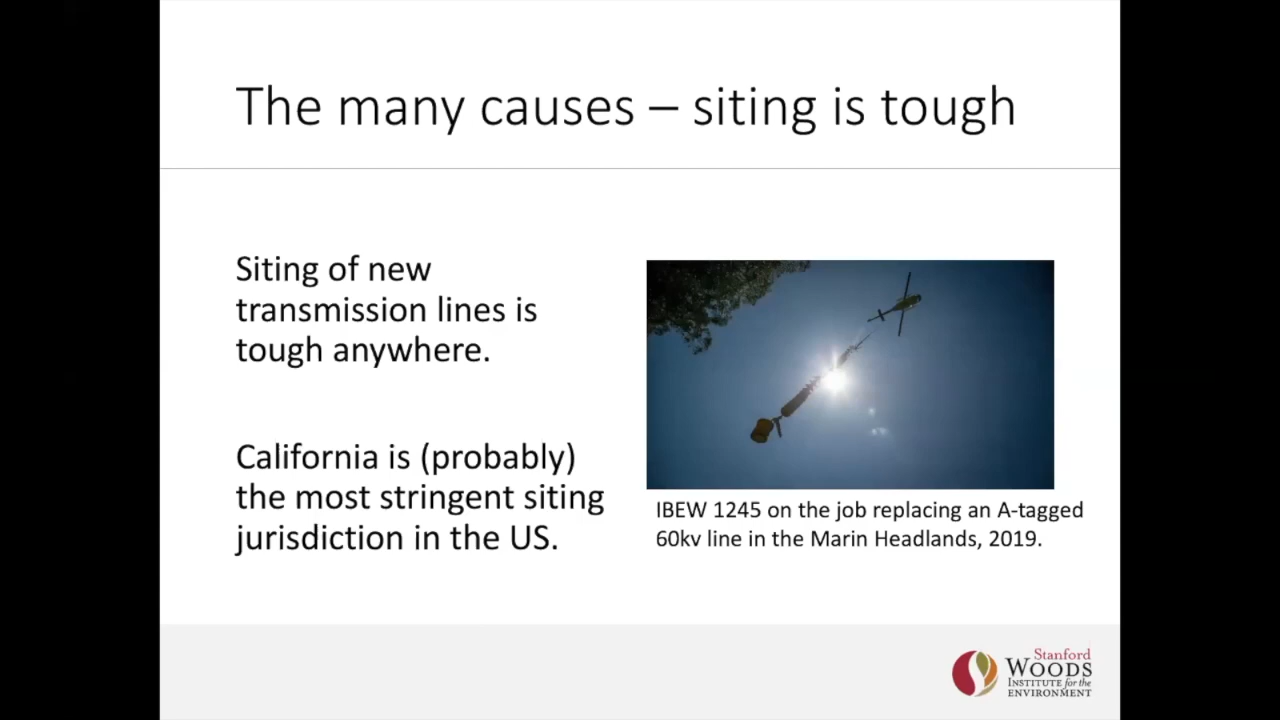 The many causes – siting is tough
Siting of new
transmission lines is
tough anywhere.
California is (probably)
the most stringent siting
jurisdiction in the US.
IBEW 1245 on the job replacing an A-tagged
60kv line in the Marin Headlands, 2019.
Stanford
WOODS
INSTITUTE for the
ENVIRONMENT